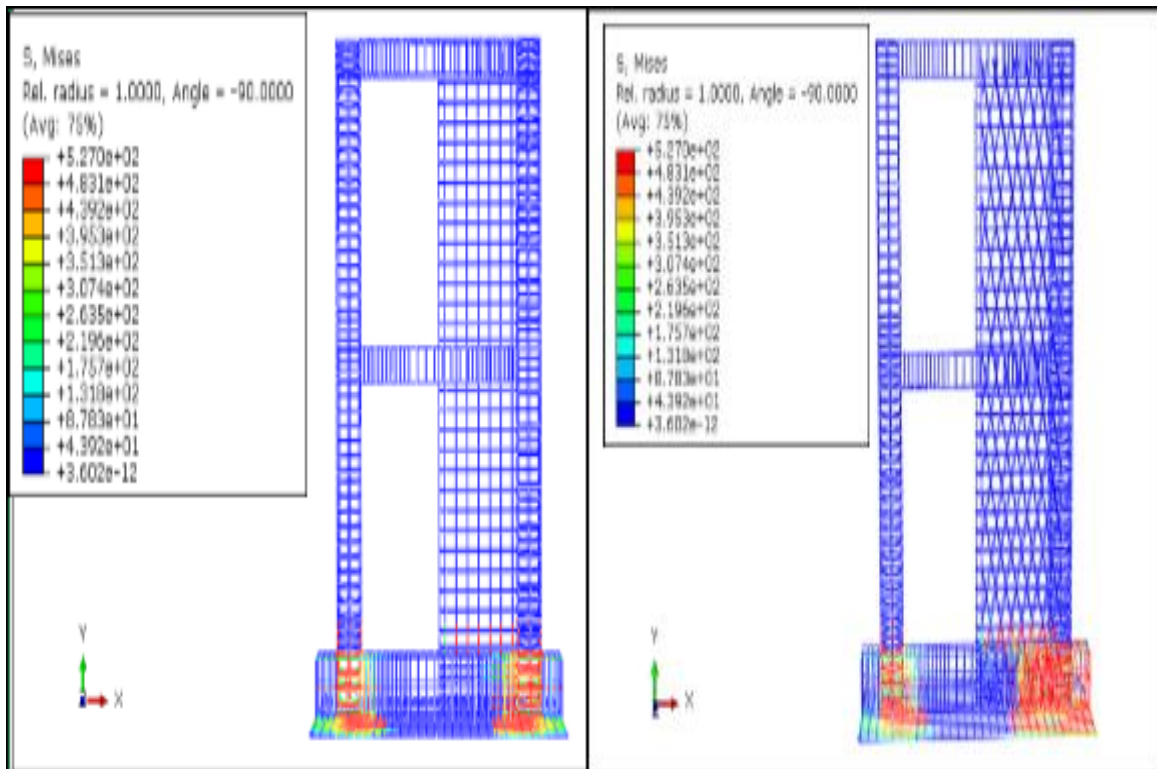 S, Mises
Rel. radius = 1.0000, Angle = -90.0000
(Avg: 75%)
+5.270e+02
+4.831e+02
+4.392e+02
+3.953e+02
+3.513e+02
+3.074e+02
+2.635e+02
+2.196e+02
+1.757e+02
+1.318e+02
+8.783e+01
+4.392e+01
+3.602e-12
Y
X
S, Mises
Rel. radius = 1.0000, Angle = -90.0000
(Avg: 75%)
+5.270e+02
+4.831e+02
+4.392e+02
+3.953e+02
+3.513e+02
+3.074e+02
+2.635e+02
+2.196e+02
+1.757e+02
+1.318e+02
+8.783e+01
+4.392e+01
+3.602e-12
Y
X